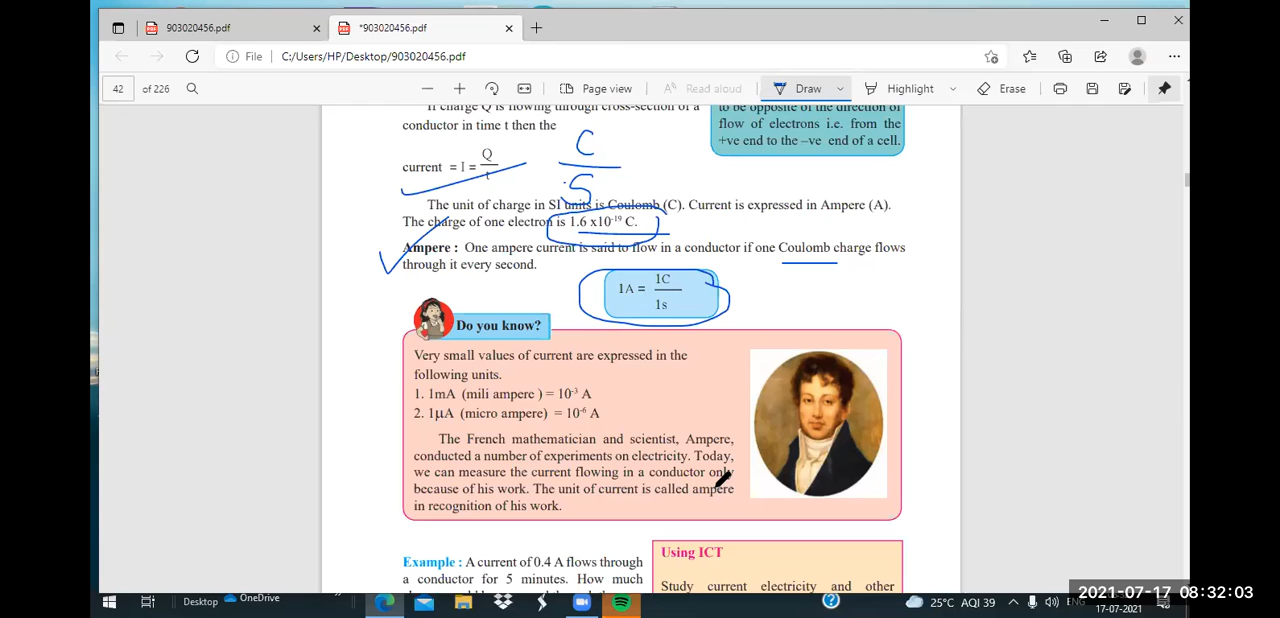 903020456.pdf
*903020456.pdf
File
C:/Users/HP/Desktop/903020456.pdf
42 of 226
Page view
Read aloud
Draw
Highlight
Erase
If charge Q is flowing through cross-section of a
conductor in time t then the
to be opposite of the direction of
flow of electrons i.e. from the
+ve end to the –ve end of a cell.
C
S
current = I = Q
t
The unit of charge in SI units is Coulomb (C). Current is expressed in Ampere (A).
The charge of one electron is 1.6 x10⁻¹⁹ C.
Ampere : One ampere current is said to flow in a conductor if one Coulomb charge flows
through it every second.
1A = 1C
1s
Do you know?
Very small values of current are expressed in the
following units.
1. 1mA (mili ampere ) = 10⁻³ A
2. 1μA (micro ampere) = 10⁻⁶ A
The French mathematician and scientist, Ampere,
conducted a number of experiments on electricity. Today,
we can measure the current flowing in a conductor only
because of his work. The unit of current is called ampere
in recognition of his work.
Example : A current of 0.4 A flows through
a conductor for 5 minutes. How much
Using ICT
Study current electricity and other
Desktop
OneDrive
25°C AQI 39
ENG
2021-07-17 08:32:03
17-07-2021